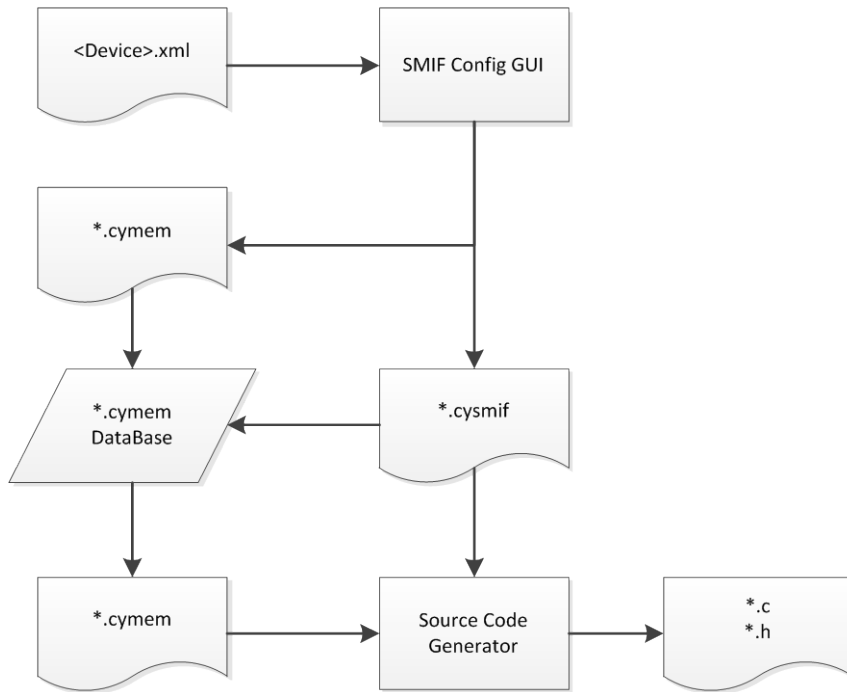 <Device>.xml
SMIF Config GUI
*.cymem
*.cymem
DataBase
*.cysmif
*.cymem
Source Code
Generator
*.c
*.h